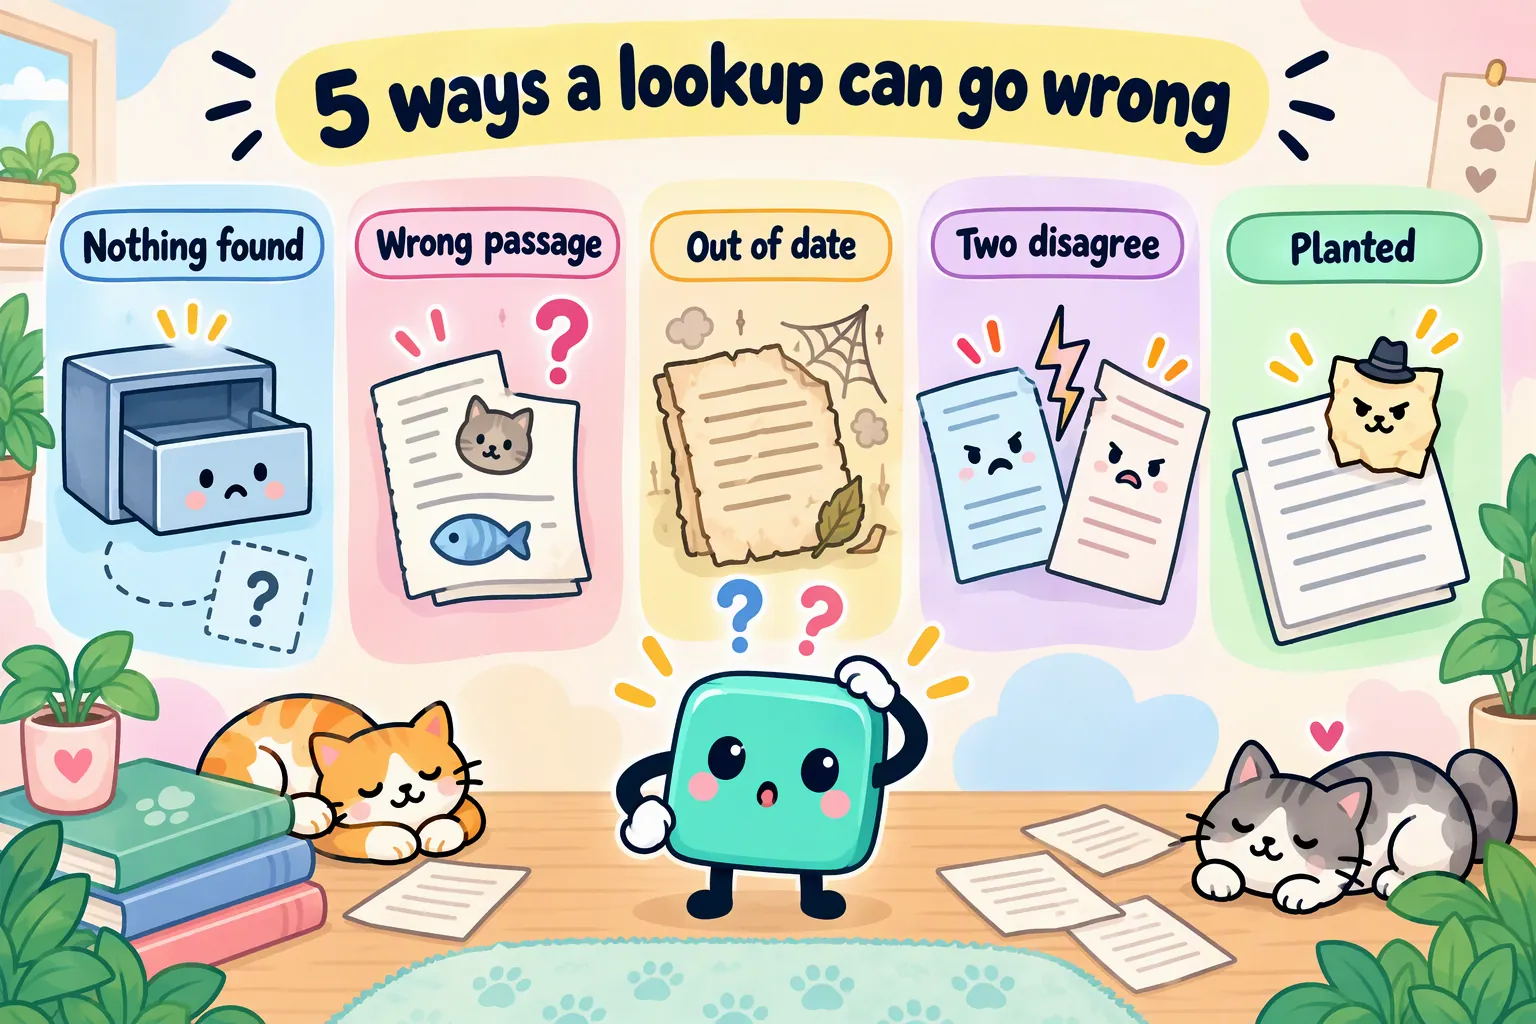 5 ways a lookup can go wrong
Nothing found
Wrong passage
Out of date
Two disagree
Planted
?
?
? ?